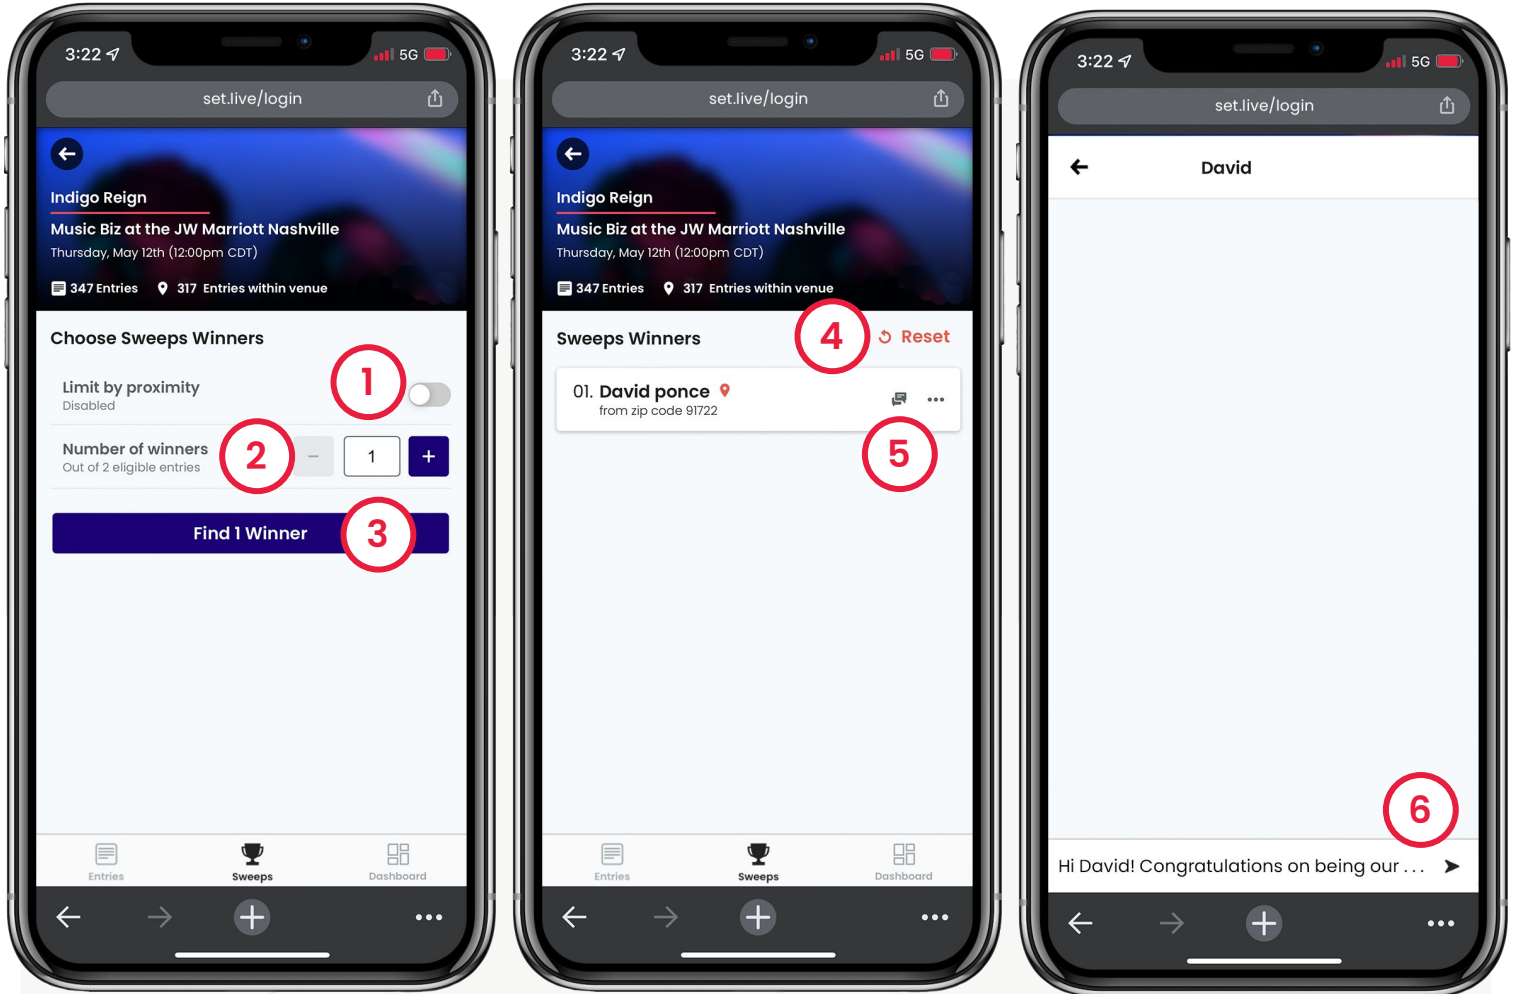 3:22
5G
set.live/login
Indigo Reign
Music Biz at the JW Marriott Nashville
Thursday, May 12th (12:00pm CDT)
347 Entries 317 Entries within venue
Choose Sweeps Winners
1
Limit by proximity
Disabled
2
Number of winners
Out of 2 eligible entries
− 1 +
Find 1 Winner
3
Entries Sweeps Dashboard
3:22
5G
set.live/login
Indigo Reign
Music Biz at the JW Marriott Nashville
Thursday, May 12th (12:00pm CDT)
347 Entries 317 Entries within venue
Sweeps Winners
4
Reset
01. David ponce
from zip code 91722
5
Entries Sweeps Dashboard
3:22
5G
set.live/login
David
6
Hi David! Congratulations on being our . . .